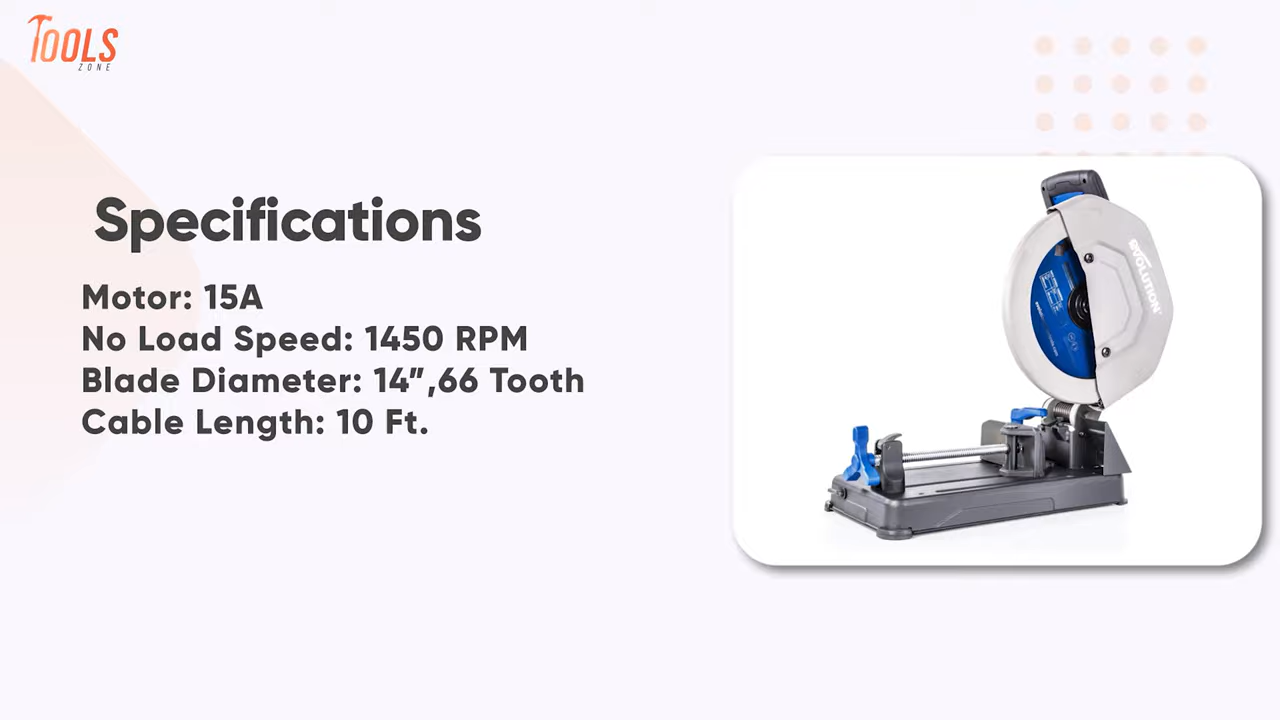 TOOLS
ZONE
Specifications
Motor: 15A
No Load Speed: 1450 RPM
Blade Diameter: 14”,66 Tooth
Cable Length: 10 Ft.
EVOLUTION